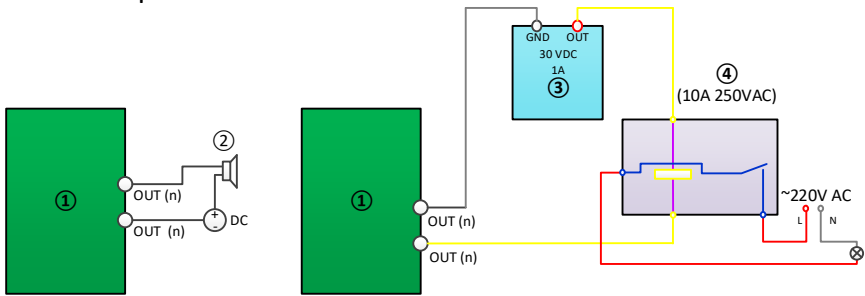 GND OUT
30 VDC
1A
③
④
(10A 250VAC)
②
①
OUT (n)
+
-
DC
OUT (n)
①
OUT (n)
OUT (n)
~220V AC
L N